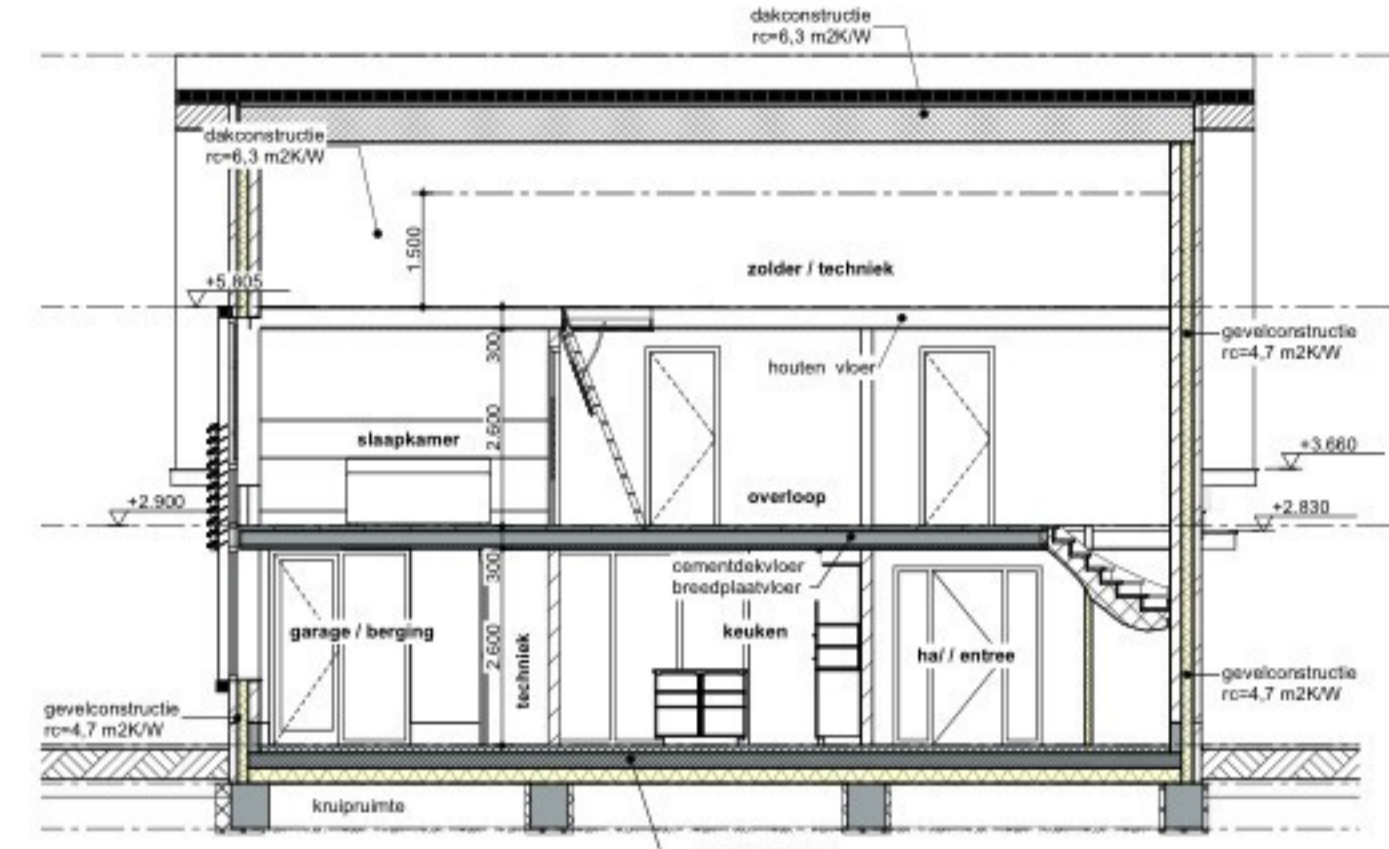 dakconstructie
rc=6,3 m2K/W
dakconstructie
rc=6,3 m2K/W
1.500
zolder / techniek
+5.805
300
houten vloer
gevelconstructie
rc=4,7 m2K/W
2.600
slaapkamer
+3.660
overloop
+2.900
+2.830
300
cementdekvloer
breedplaatvloer
garage / berging
2.600
techniek
keuken
hal / entree
gevelconstructie
rc=4,7 m2K/W
gevelconstructie
rc=4,7 m2K/W
kruipruimte